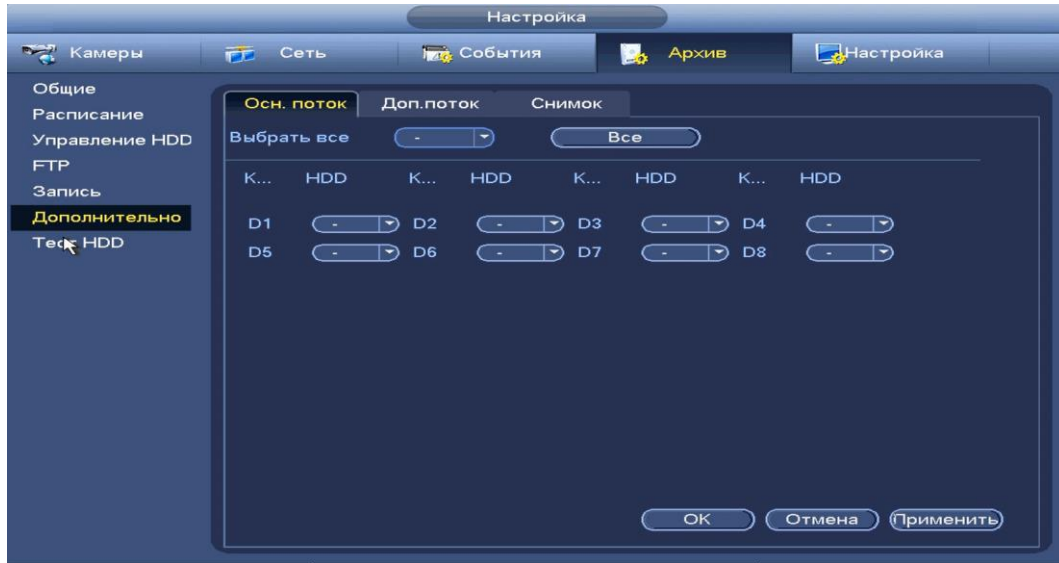 Настройка
Камеры Сеть События Архив Настройка
Общие
Расписание
Управление HDD
FTP
Запись
Дополнительно
Тест HDD
Осн. поток Доп.поток Снимок
Выбрать все - Все
К... HDD К... HDD К... HDD К... HDD
D1 - D2 - D3 - D4 -
D5 - D6 - D7 - D8 -
OK Отмена Применить